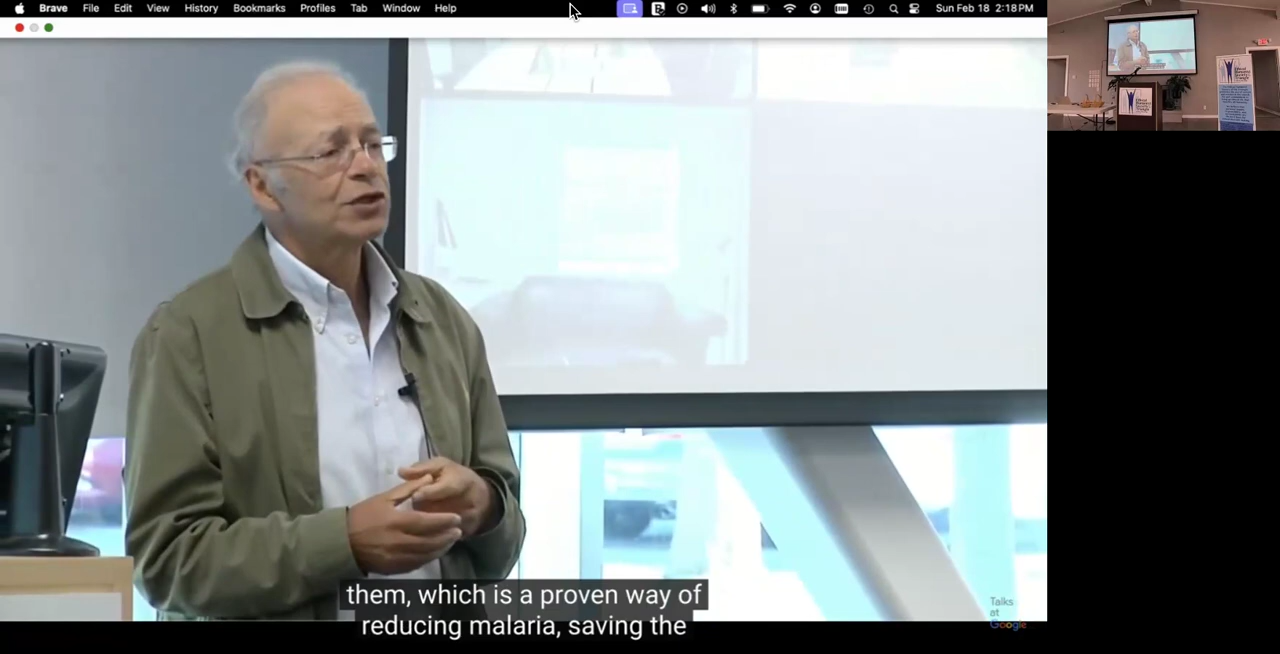 Brave File Edit View History Bookmarks Profiles Tab Window Help Sun Feb 18 2:18 PM
them, which is a proven way of
reducing malaria, saving the
Talks
at
Google